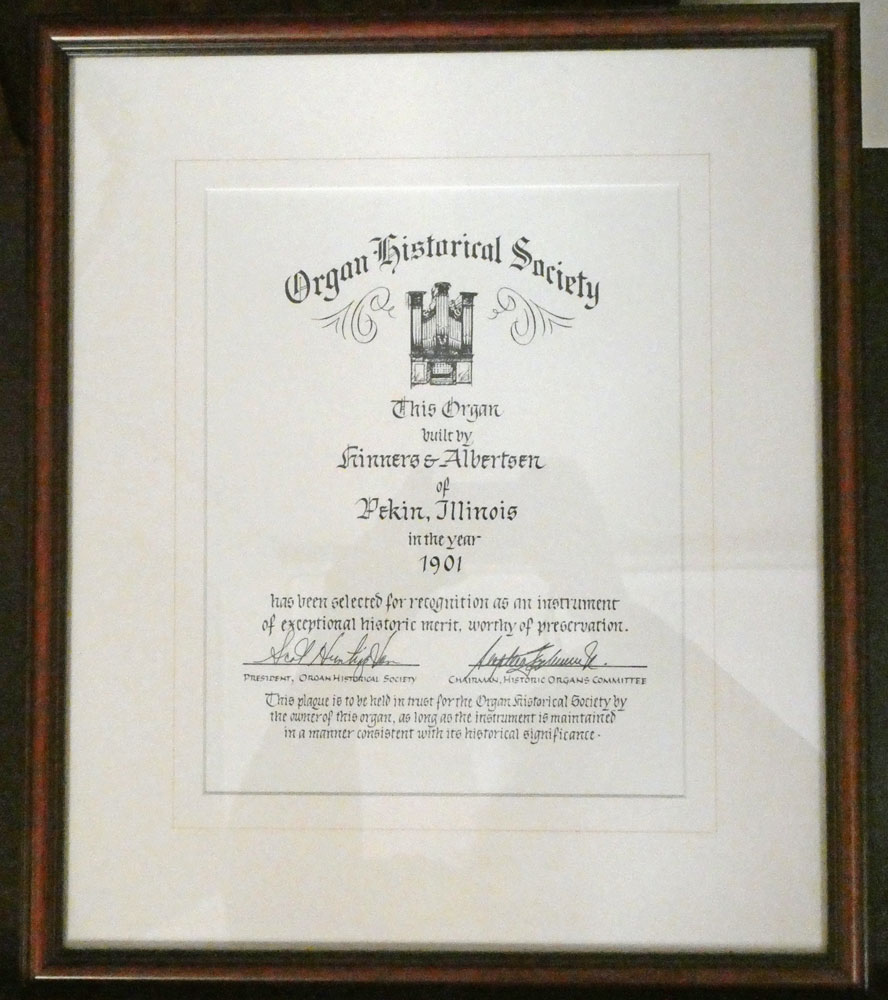 Organ Historical Society
This Organ
built by
Hinners & Albertsen
of
Pekin, Illinois
in the year
1901
has been selected for recognition as an instrument
of exceptional historic merit, worthy of preservation.
PRESIDENT, ORGAN HISTORICAL SOCIETY CHAIRMAN, HISTORIC ORGANS COMMITTEE
This plaque is to be held in trust for the Organ Historical Society by
the owner of this organ, as long as the instrument is maintained
in a manner consistent with its historical significance.